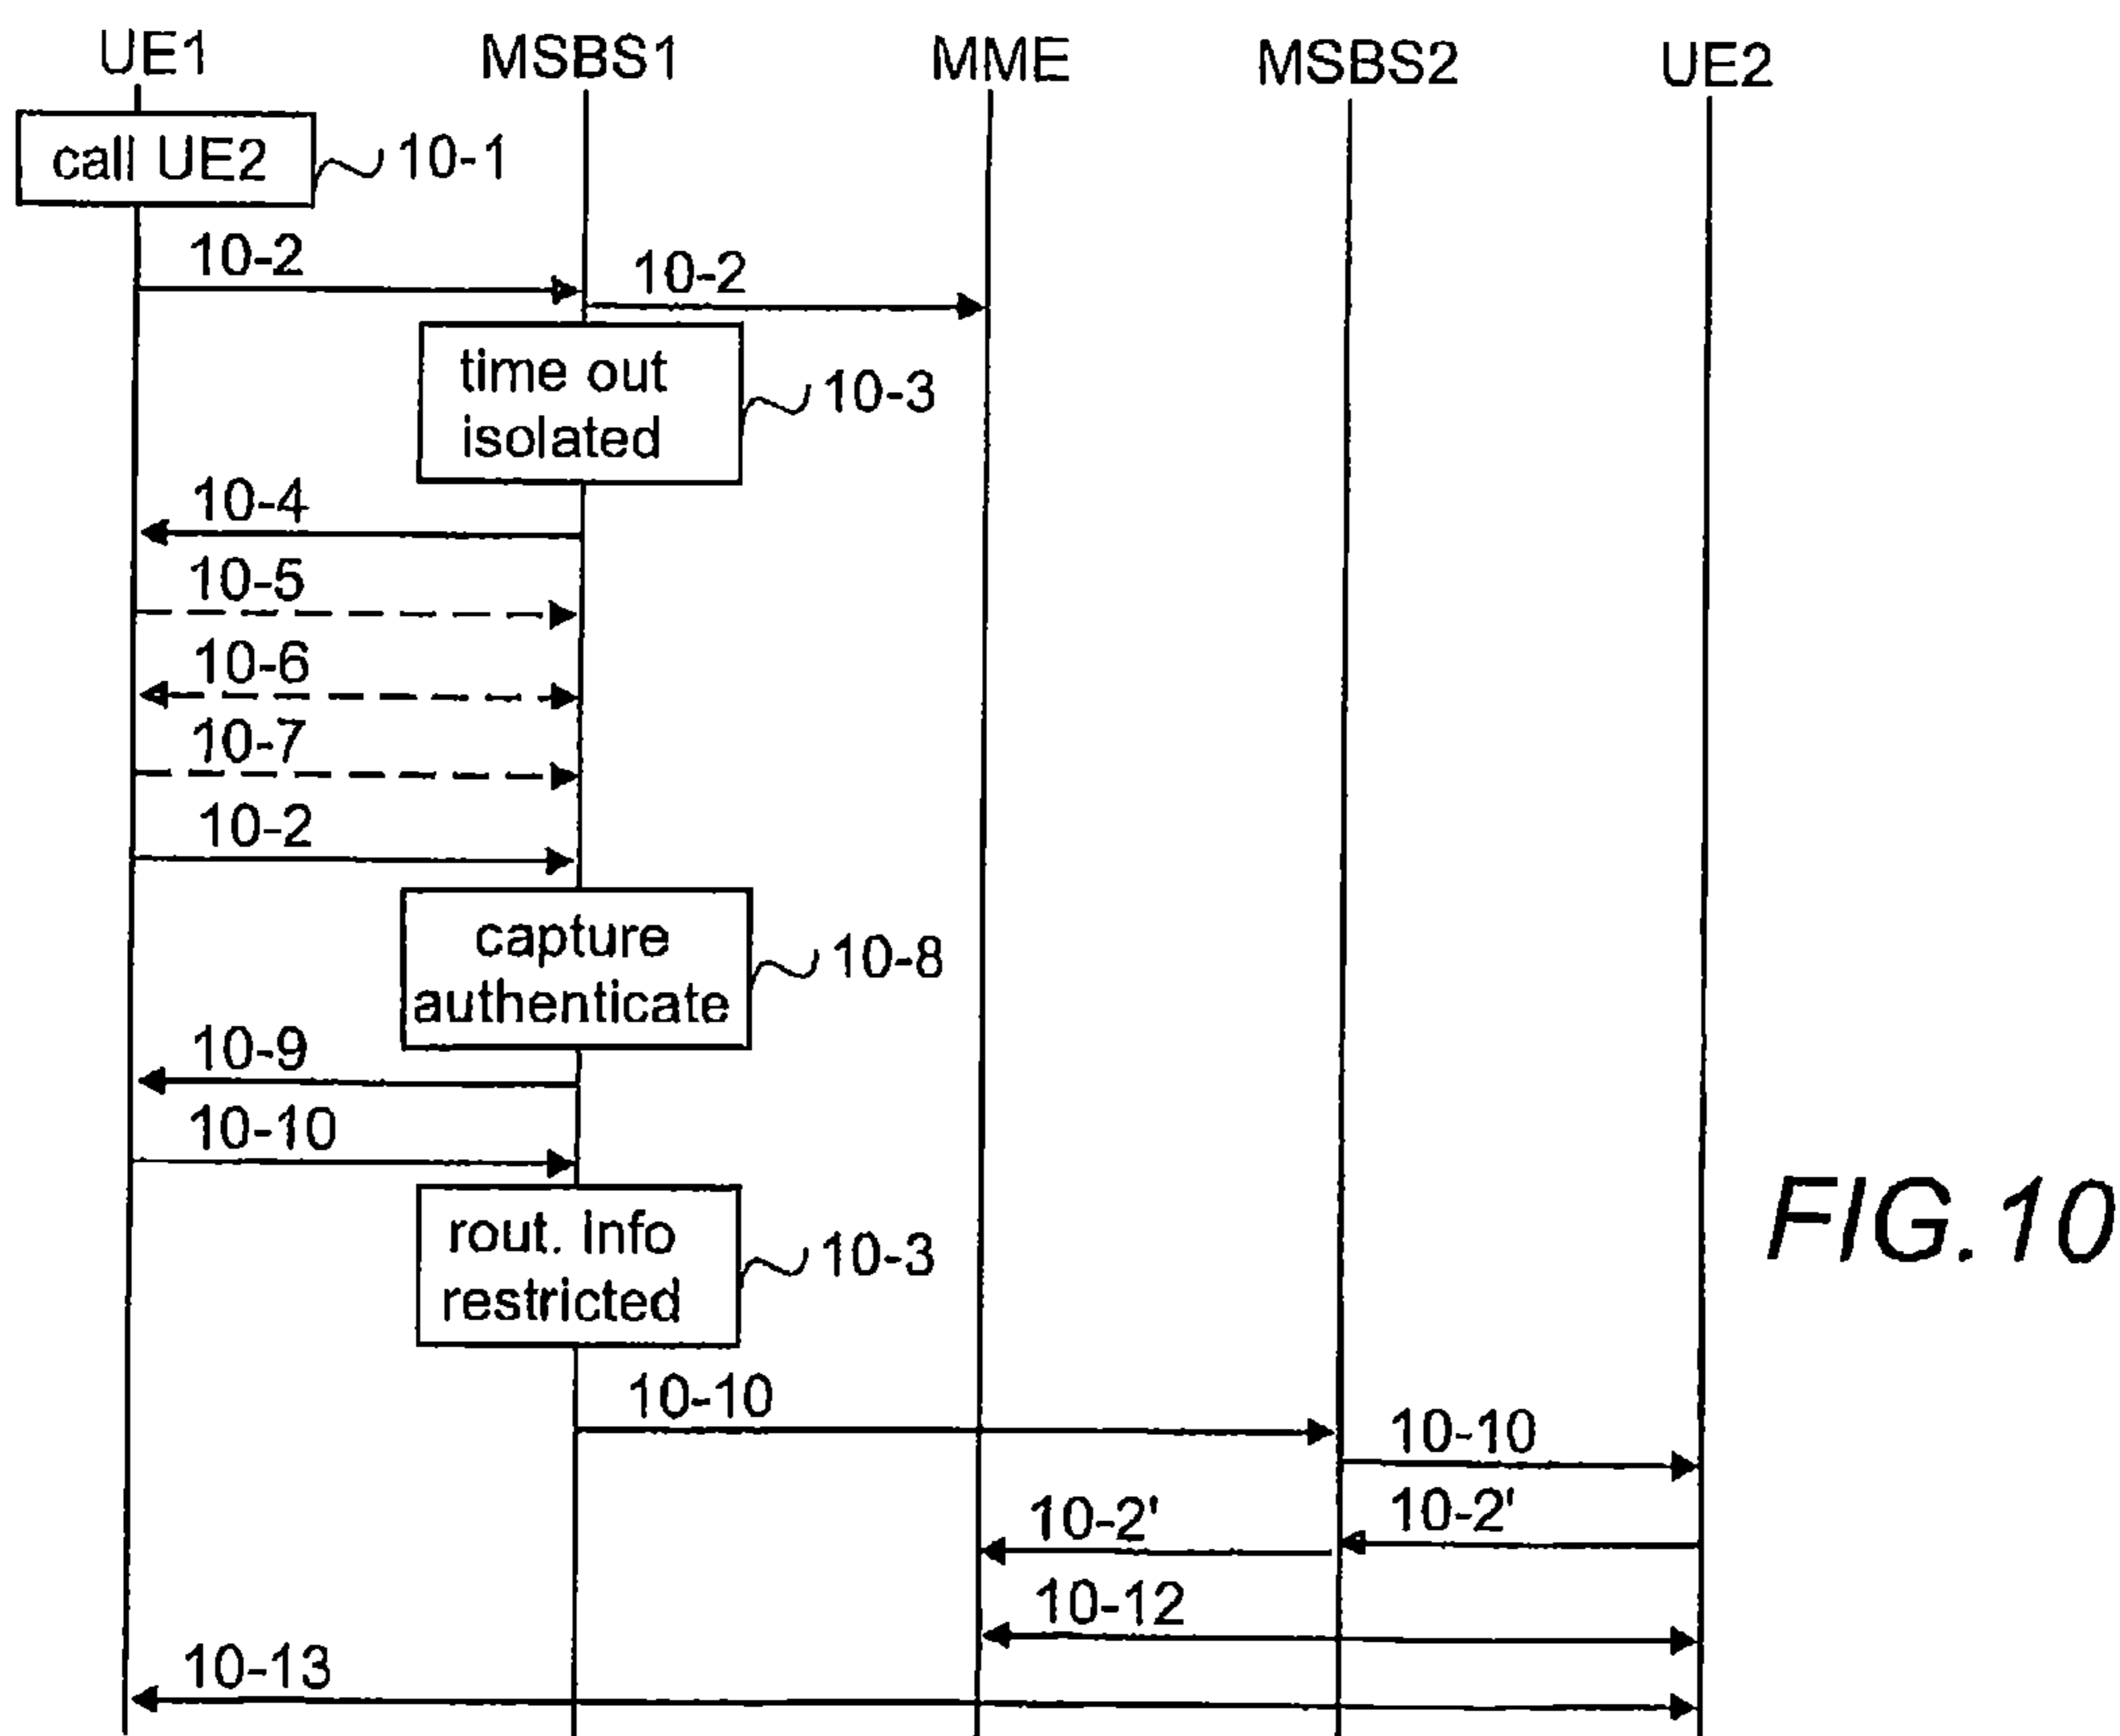 UE1
MSBS1
MME
MSBS2
UE2
call UE2
10-1
10-2
10-2
time out
isolated
10-3
10-4
10-5
10-6
10-7
10-2
capture
authenticate
10-8
10-9
10-10
rout. Info
restricted
10-3
FIG.10
10-10
10-10
10-2'
10-2'
10-12
10-13